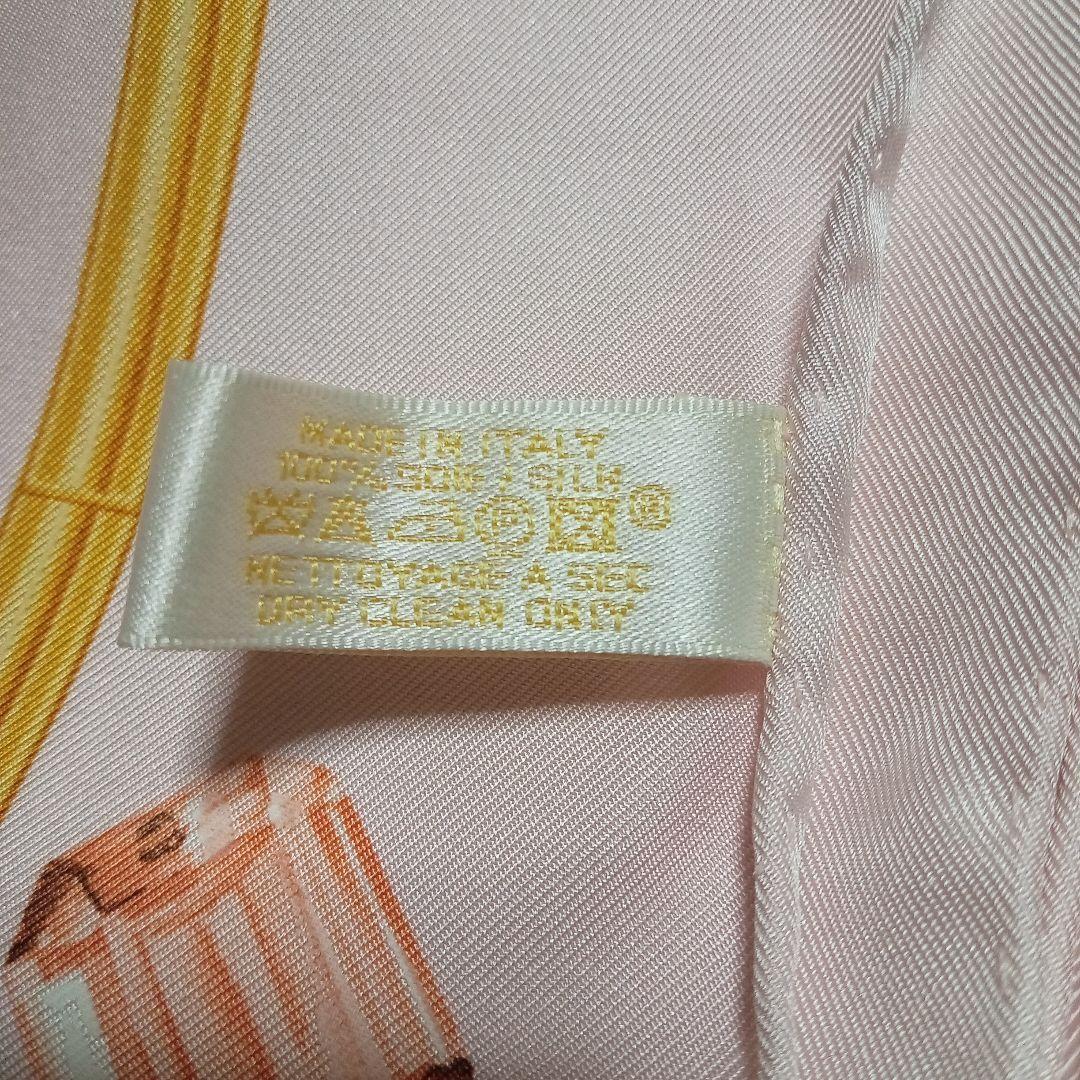 MADE IN ITALY
100% SOIE / SILK
P ®
NETTOYAGE A SEC
DRY CLEAN ONLY